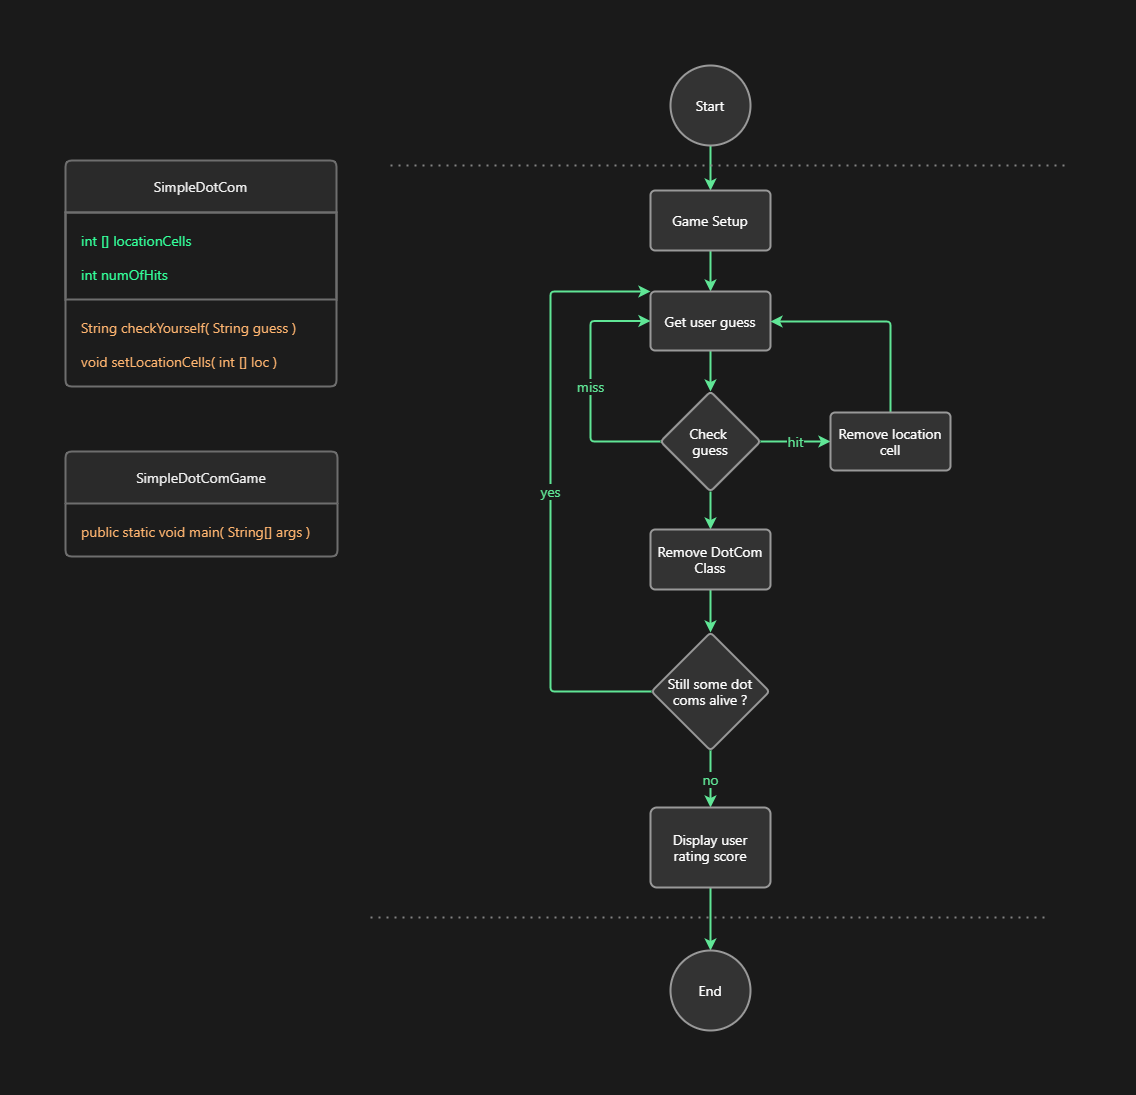 SimpleDotCom
int [] locationCells
int numOfHits
String checkYourself( String guess )
void setLocationCells( int [] loc )
SimpleDotComGame
public static void main( String[] args )
Start
Game Setup
Get user guess
miss
Check
guess
hit
Remove location
cell
yes
Remove DotCom
Class
Still some dot
coms alive ?
no
Display user
rating score
End